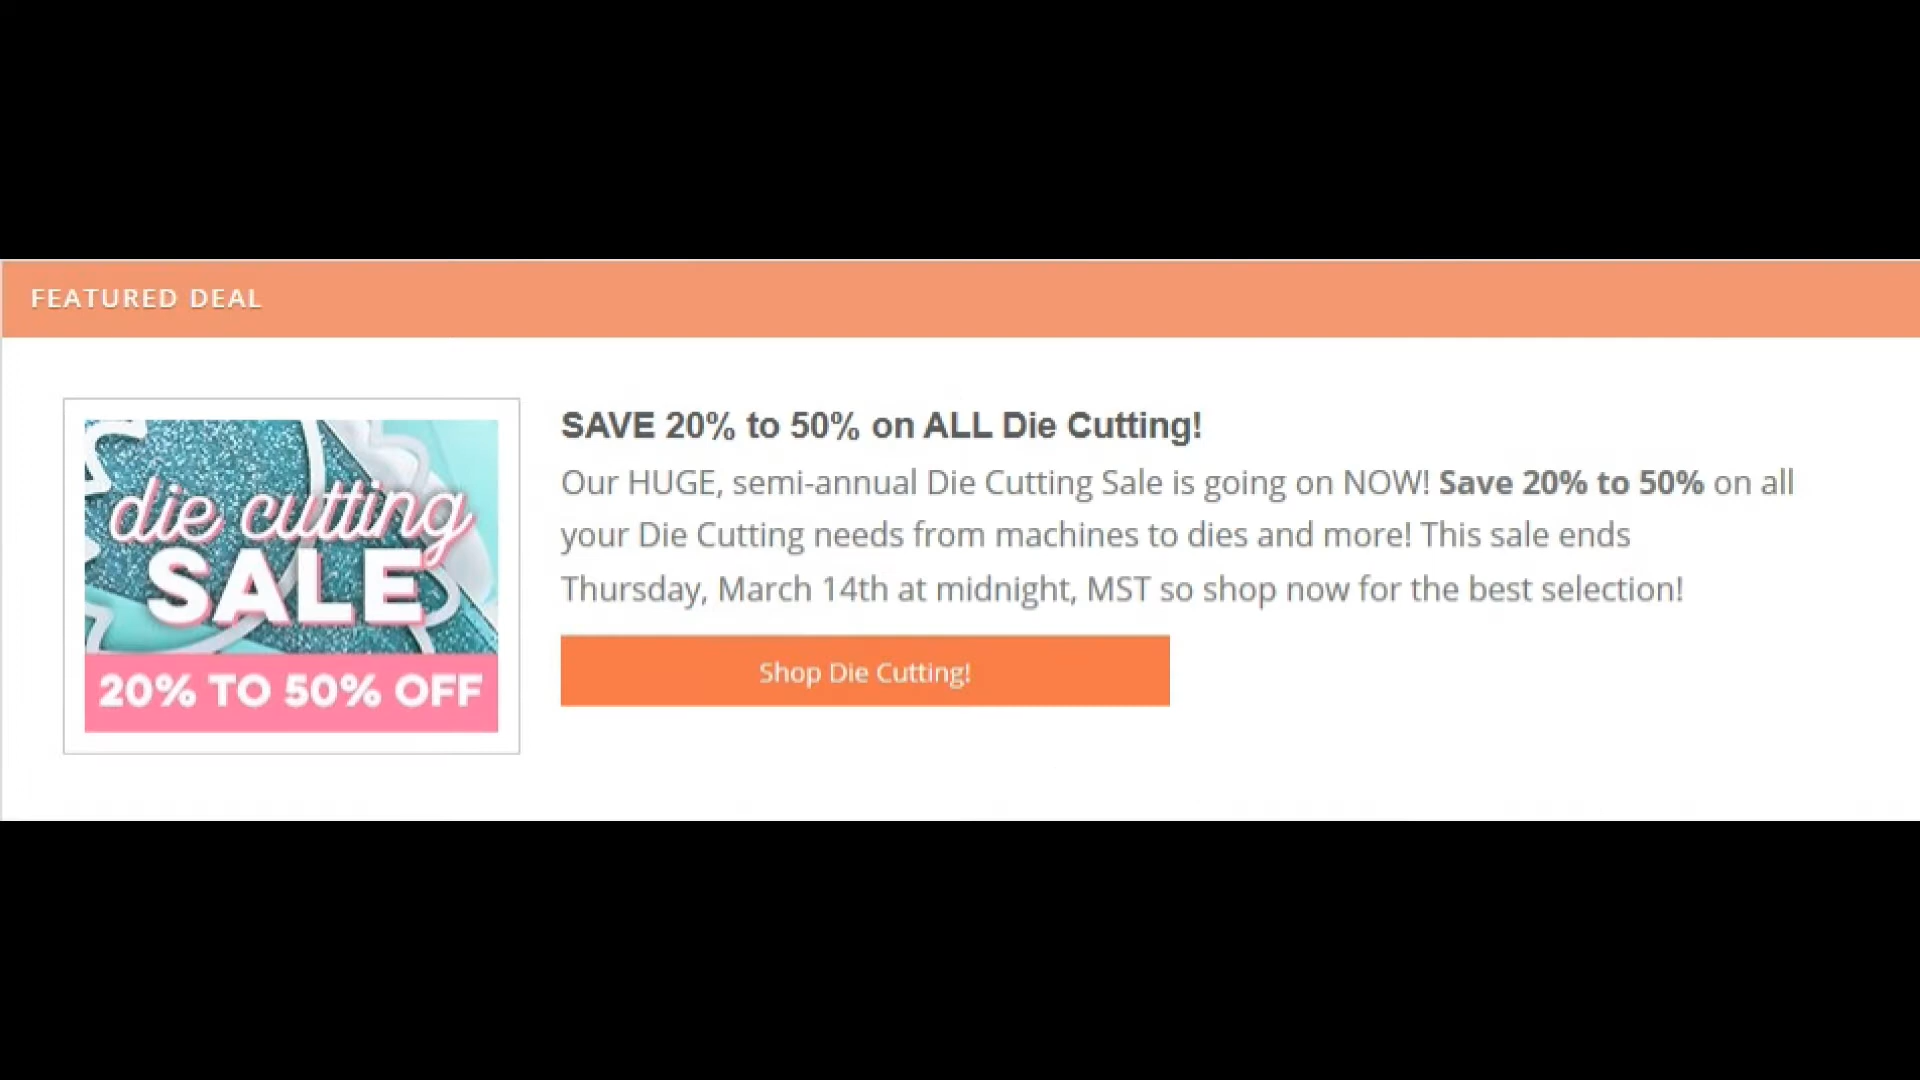 FEATURED DEAL
die cutting
SALE
20% TO 50% OFF
SAVE 20% to 50% on ALL Die Cutting!
Our HUGE, semi-annual Die Cutting Sale is going on NOW! Save 20% to 50% on all
your Die Cutting needs from machines to dies and more! This sale ends
Thursday, March 14th at midnight, MST so shop now for the best selection!
Shop Die Cutting!